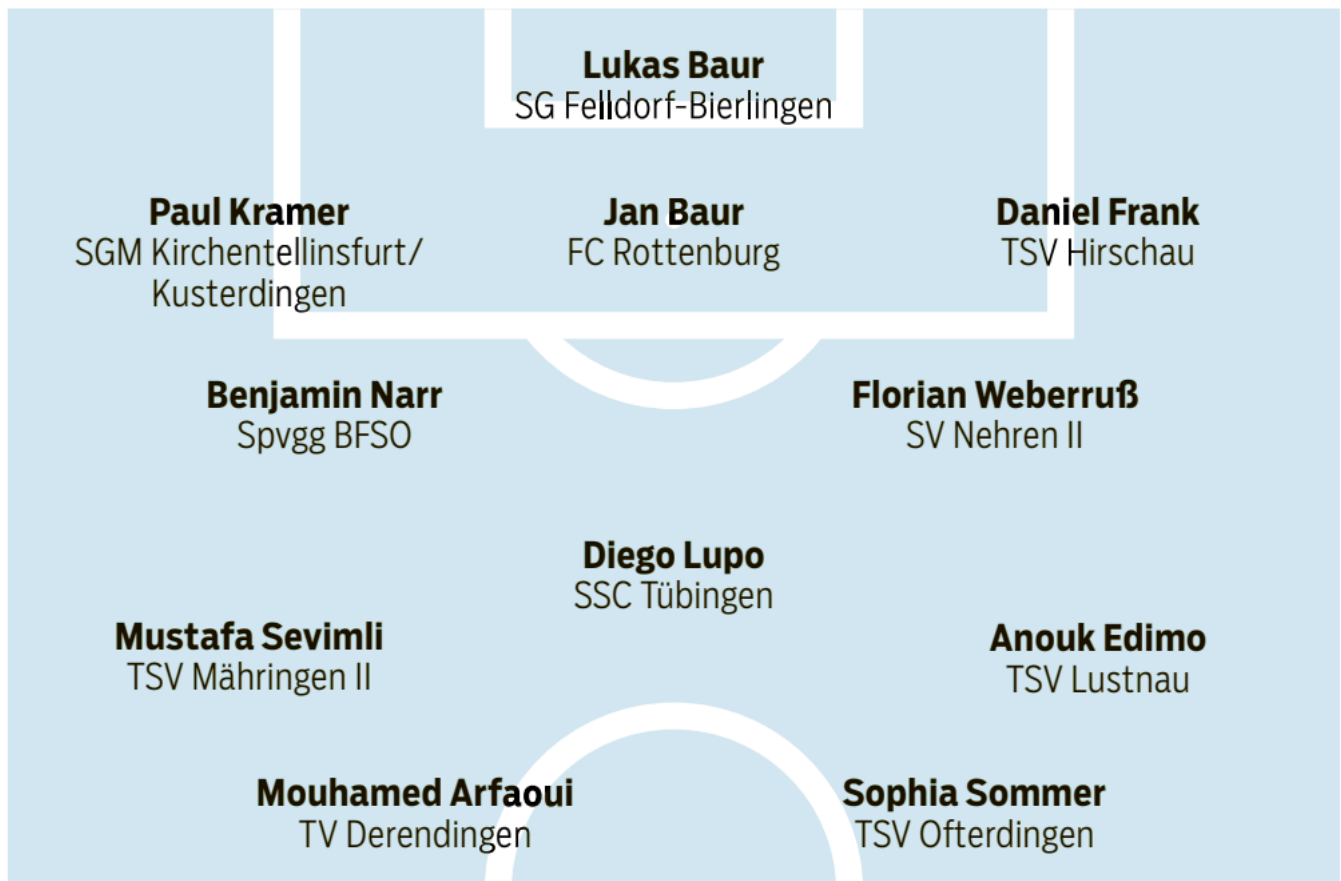 Lukas Baur
SG Felldorf-Bierlingen
Paul Kramer
SGM Kirchentellinsfurt/
Kusterdingen
Jan Baur
FC Rottenburg
Daniel Frank
TSV Hirschau
Benjamin Narr
Spvgg BFSO
Florian Weberruß
SV Nehren II
Diego Lupo
SSC Tübingen
Mustafa Sevimli
TSV Mähringen II
Anouk Edimo
TSV Lustnau
Mouhamed Arfaoui
TV Derendingen
Sophia Sommer
TSV Ofterdingen